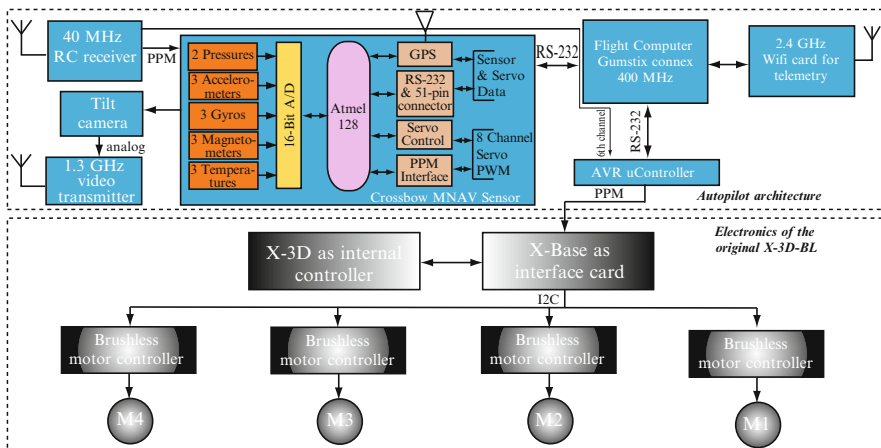 40 MHz
RC receiver
PPM
Tilt
camera
analog
1.3 GHz
video
transmitter
2 Pressures
3 Accelero-
meters
3 Gyros
3 Magneto-
meters
3 Tempera-
tures
16-Bit A/D
Atmel
128
GPS
RS-232
& 51-pin
connector
Servo
Control
PPM
Interface
Sensor
& Servo
Data
8 Channel
Servo
PWM
Crossbow MNAV Sensor
RS-232
Flight Computer
Gumstix connex
400 MHz
2.4 GHz
Wifi card for
telemetry
6th channel
RS-232
AVR uController
PPM
Autopilot architecture
Electronics of the
original X-3D-BL
X-3D as internal
controller
X-Base as
interface card
I2C
Brushless
motor controller
Brushless
motor controller
Brushless
motor controller
Brushless
motor controller
M4
M3
M2
M1